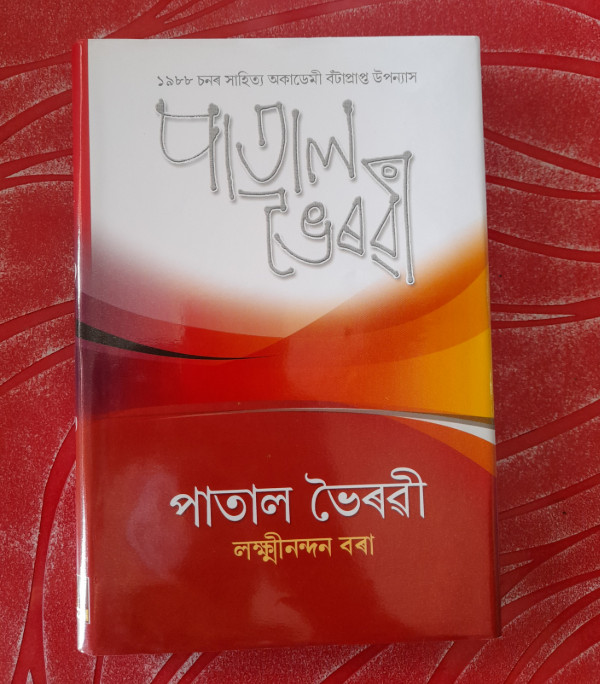 ১৯৮৮ চনৰ সাহিত্য অকাডেমী বঁটাপ্ৰাপ্ত উপন্যাস
পাতাল
ভৈৰৱী
পাতাল ভৈৰৱী
লক্ষ্মীনন্দন বৰা